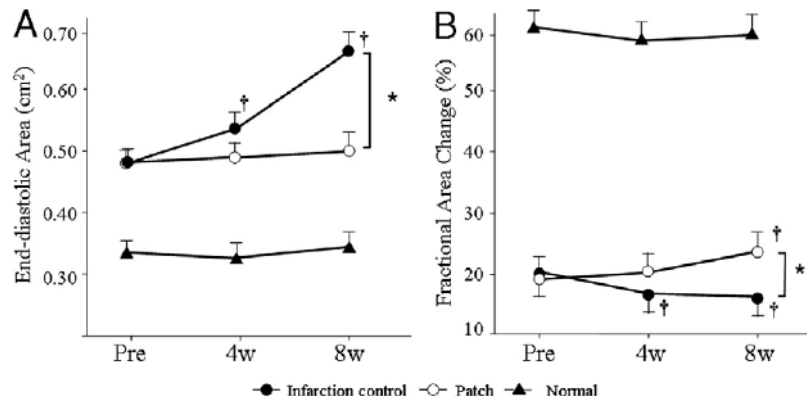 A
End-diastolic Area (cm²)
0.70
0.60
0.50
0.40
0.30
†
†
*
Pre 4w 8w
B
Fractional Area Change (%)
60
50
40
30
20
10
†
*
†
†
Pre 4w 8w
Infarction control Patch Normal